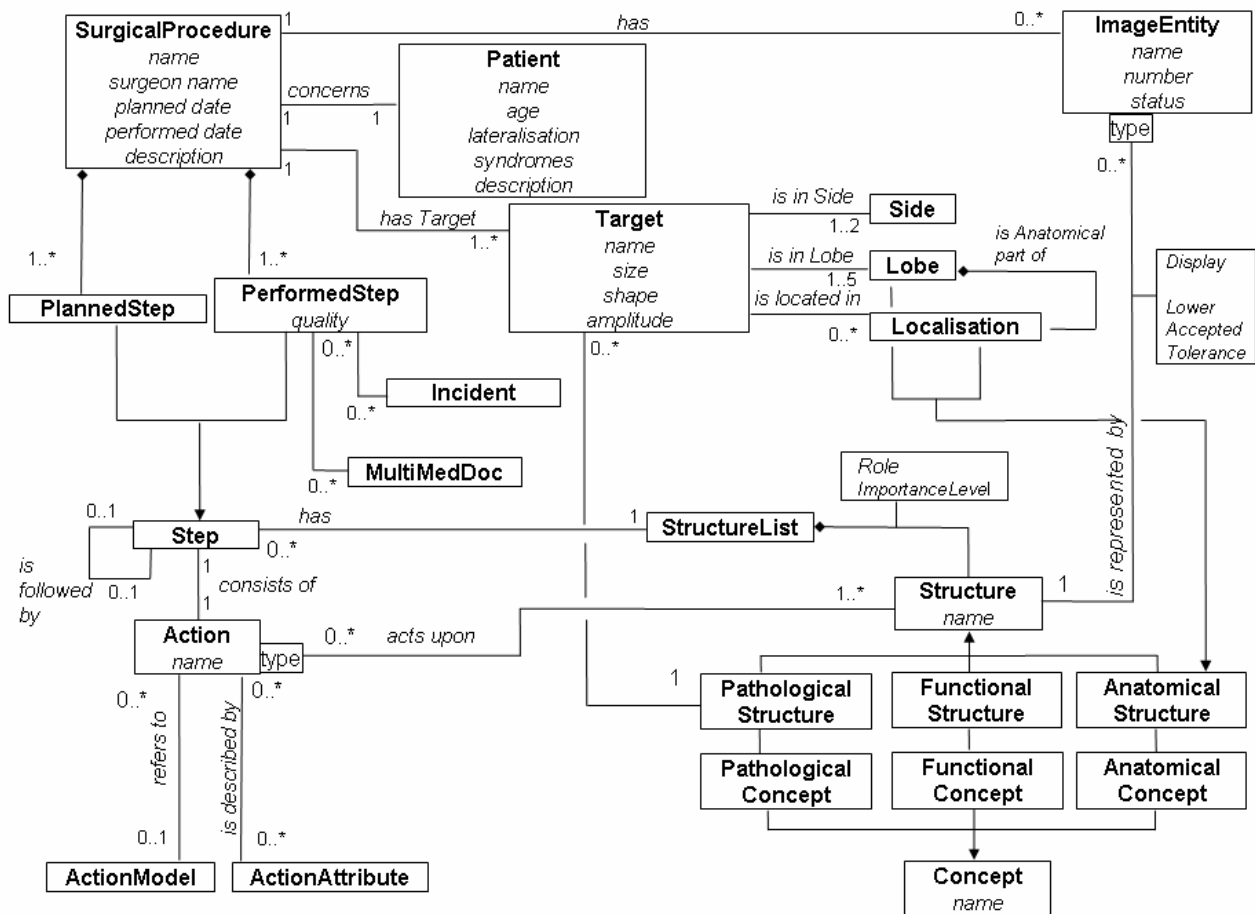 SurgicalProcedure
name
surgeon name
planned date
performed date
description
1
has
0..*
ImageEntity
name
number
status
type
0..*
concerns
1
1
Patient
name
age
lateralisation
syndromes
description
1
has Target
1..*
Target
name
size
shape
amplitude
0..*
is in Side
1..2
Side
is in Lobe
1..5
Lobe
is located in
0..*
Localisation
is Anatomical
part of
Display
Lower
Accepted
Tolerance
1..*
PlannedStep
1..*
PerformedStep
quality
0..*
0..*
Incident
0..*
MultiMedDoc
Role
ImportanceLevel
is represented by
0..1
0..1
is
followed
by
Step
0..*
has
1
StructureList
1
consists of
1
Action
name
type
0..*
acts upon
1..*
Structure
name
1
0..*
refers to
0..1
ActionModel
0..*
is described by
0..*
ActionAttribute
1
Pathological
Structure
Functional
Structure
Anatomical
Structure
Pathological
Concept
Functional
Concept
Anatomical
Concept
Concept
name